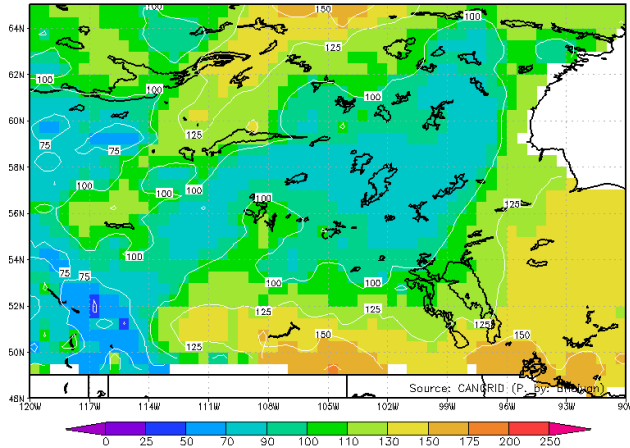 100 150 100
64N 125 125
62N
100 100
100
60N 125
75 75
58N
100 100 100 125
56N
100
54N
75 75 100 100
52N
125 125 125
150 150
50N
48N Source: CANGRID (P. by:
120W 117W 114W 111W 108W 105W 102W 99W 96W 93W 90W
0 25 50 70 90 100 110 130 150 175 200 250